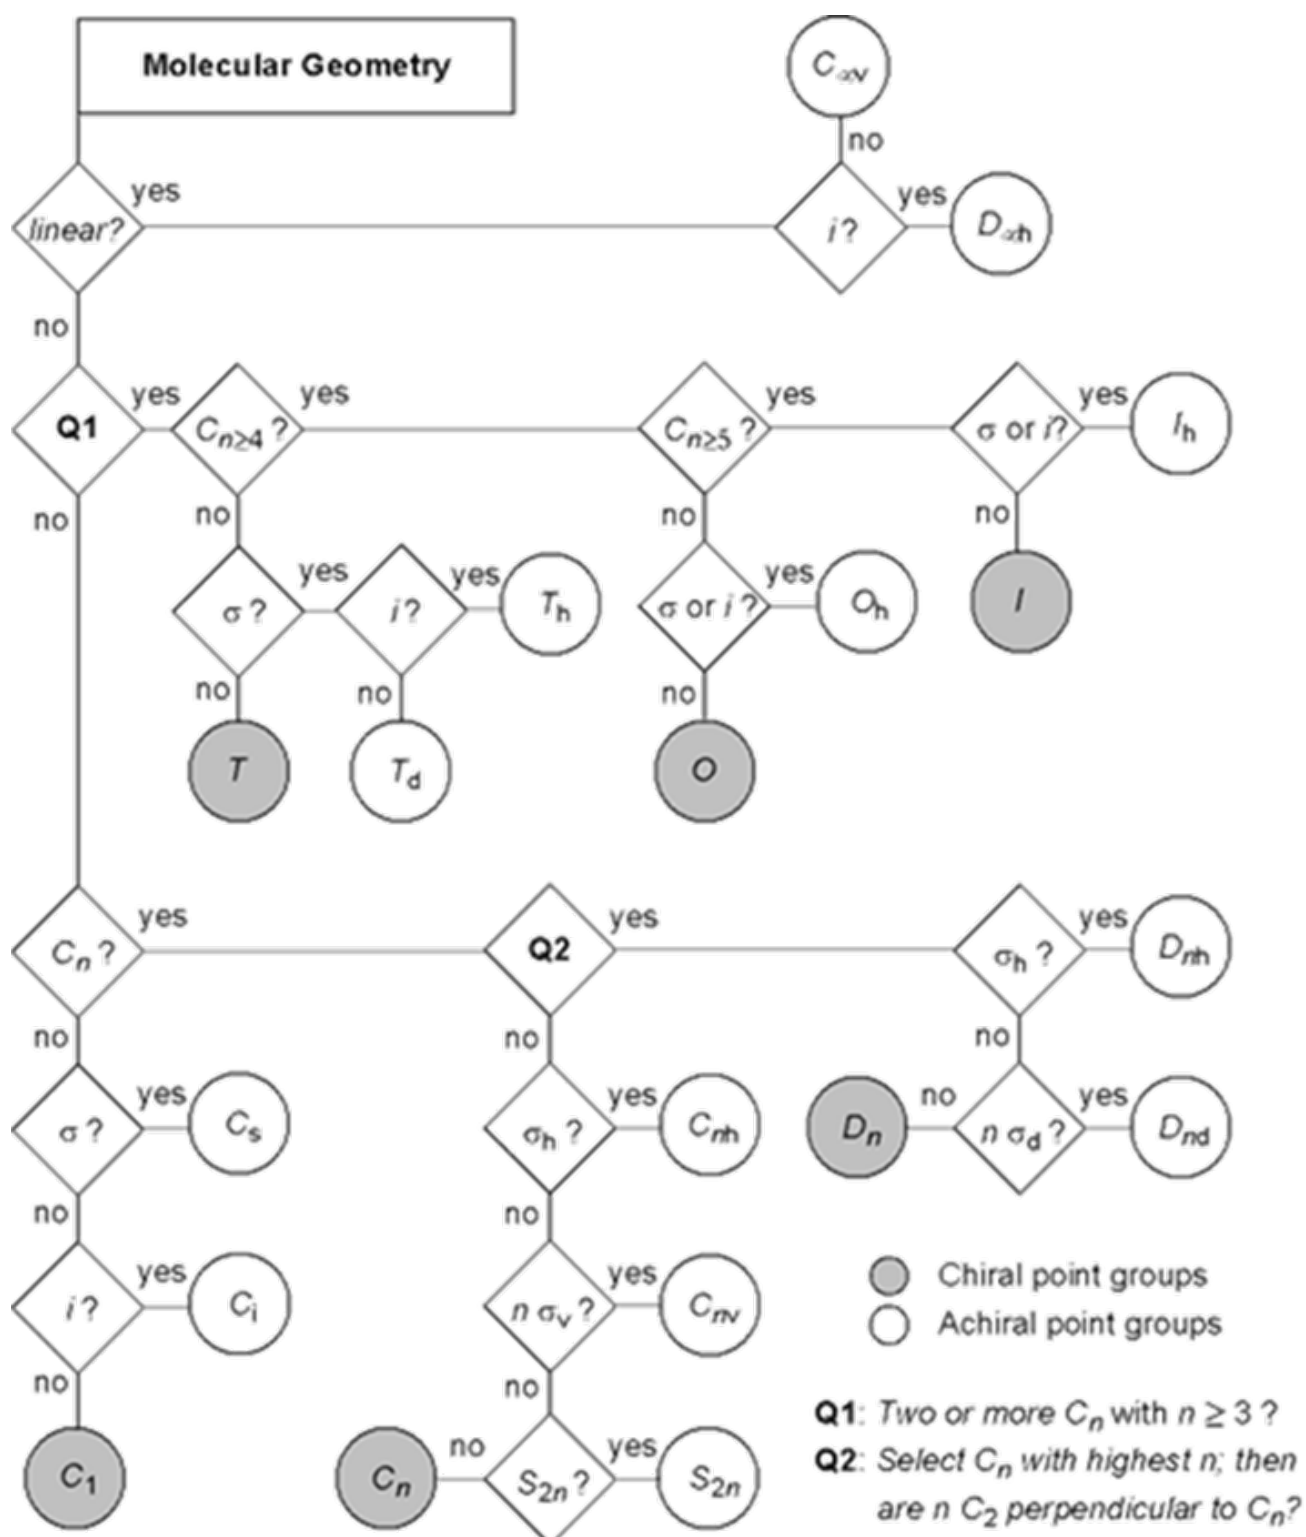 Molecular Geometry
C∝v
no
linear?
yes
i?
yes
D∝h
no
Q1
yes
Cn≥4 ?
yes
Cn≥5 ?
yes
σ or i?
yes
Ih
no
no
no
no
σ ?
yes
i?
yes
Th
σ or i ?
yes
Oh
I
no
no
no
T
Td
O
Cn ?
yes
Q2
yes
σh ?
yes
Dnh
no
no
no
σ ?
yes
Cs
σh ?
yes
Cnh
Dn
no
n σd ?
yes
Dnd
no
no
i ?
yes
Ci
n σv ?
yes
Cnv
no
no
C1
Cn
no
S2n ?
yes
S2n
Chiral point groups
Achiral point groups
Q1: Two or more Cn with n ≥ 3 ?
Q2: Select Cn with highest n; then
are n C2 perpendicular to Cn?